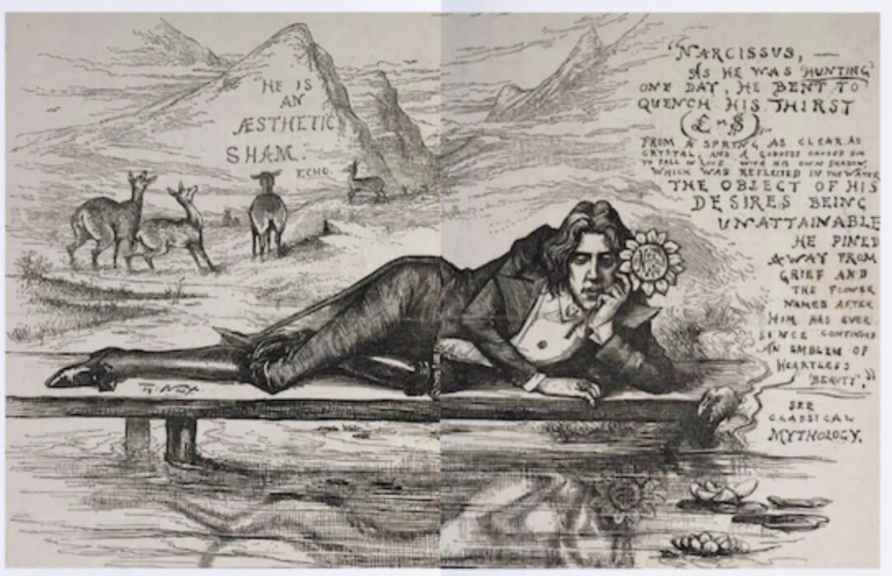 "HE IS
AN
ÆSTHETIC
SHAM.
ECHO.
Th Nast
"NARCISSUS, —
AS HE WAS 'HUNTING'
ONE DAY, HE BENT TO
QUENCH HIS THIRST
(£ "&" $),
FROM A SPRING AS CLEAR AS
CRYSTAL, AND A GODDESS CAUSED HIM
TO FALL IN LOVE WITH HIS OWN SHADOW,
WHICH WAS REFLECTED IN THE WATER
THE OBJECT OF HIS
DESIRES BEING
UNATTAINABLE
HE PINED
AWAY FROM
GRIEF AND
THE FLOWER
NAMED AFTER
HIM HAS EVER
SINCE CONTINUED
AN EMBLEM OF
HEARTLESS
'BEAUTY'."
SEE
CLASSICAL
MYTHOLOGY.